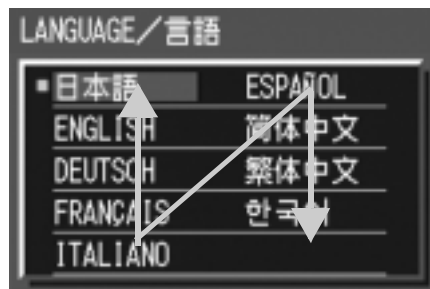 LANGUAGE／言語
日本語
ENGLISH
DEUTSCH
FRANÇAIS
ITALIANO
ESPAÑOL
简体中文
繁体中文
한국어